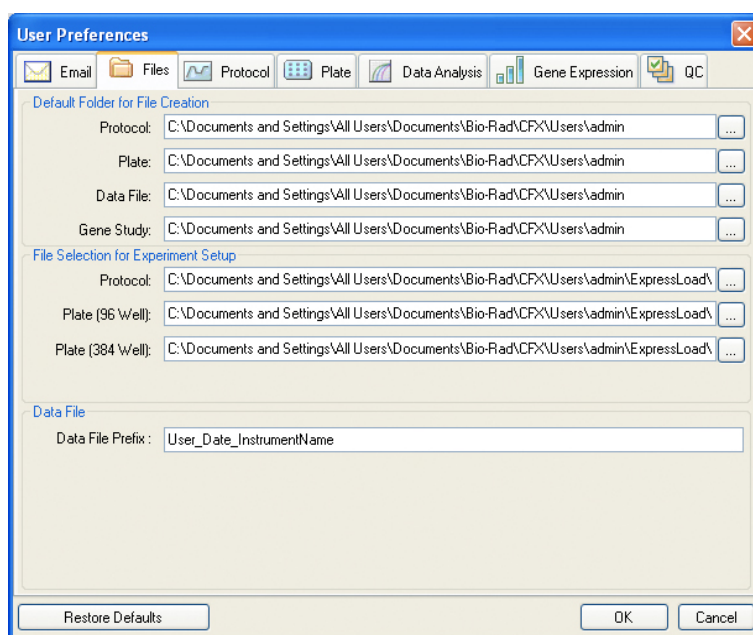 User Preferences
Email Files Protocol Plate Data Analysis Gene Expression QC
Default Folder for File Creation
Protocol: C:\Documents and Settings\All Users\Documents\Bio-Rad\CFX\Users\admin ...
Plate: C:\Documents and Settings\All Users\Documents\Bio-Rad\CFX\Users\admin ...
Data File: C:\Documents and Settings\All Users\Documents\Bio-Rad\CFX\Users\admin ...
Gene Study: C:\Documents and Settings\All Users\Documents\Bio-Rad\CFX\Users\admin ...
File Selection for Experiment Setup
Protocol: C:\Documents and Settings\All Users\Documents\Bio-Rad\CFX\Users\admin\ExpressLoad\ ...
Plate (96 Well): C:\Documents and Settings\All Users\Documents\Bio-Rad\CFX\Users\admin\ExpressLoad\ ...
Plate (384 Well): C:\Documents and Settings\All Users\Documents\Bio-Rad\CFX\Users\admin\ExpressLoad\ ...
Data File
Data File Prefix : User_Date_InstrumentName
Restore Defaults OK Cancel